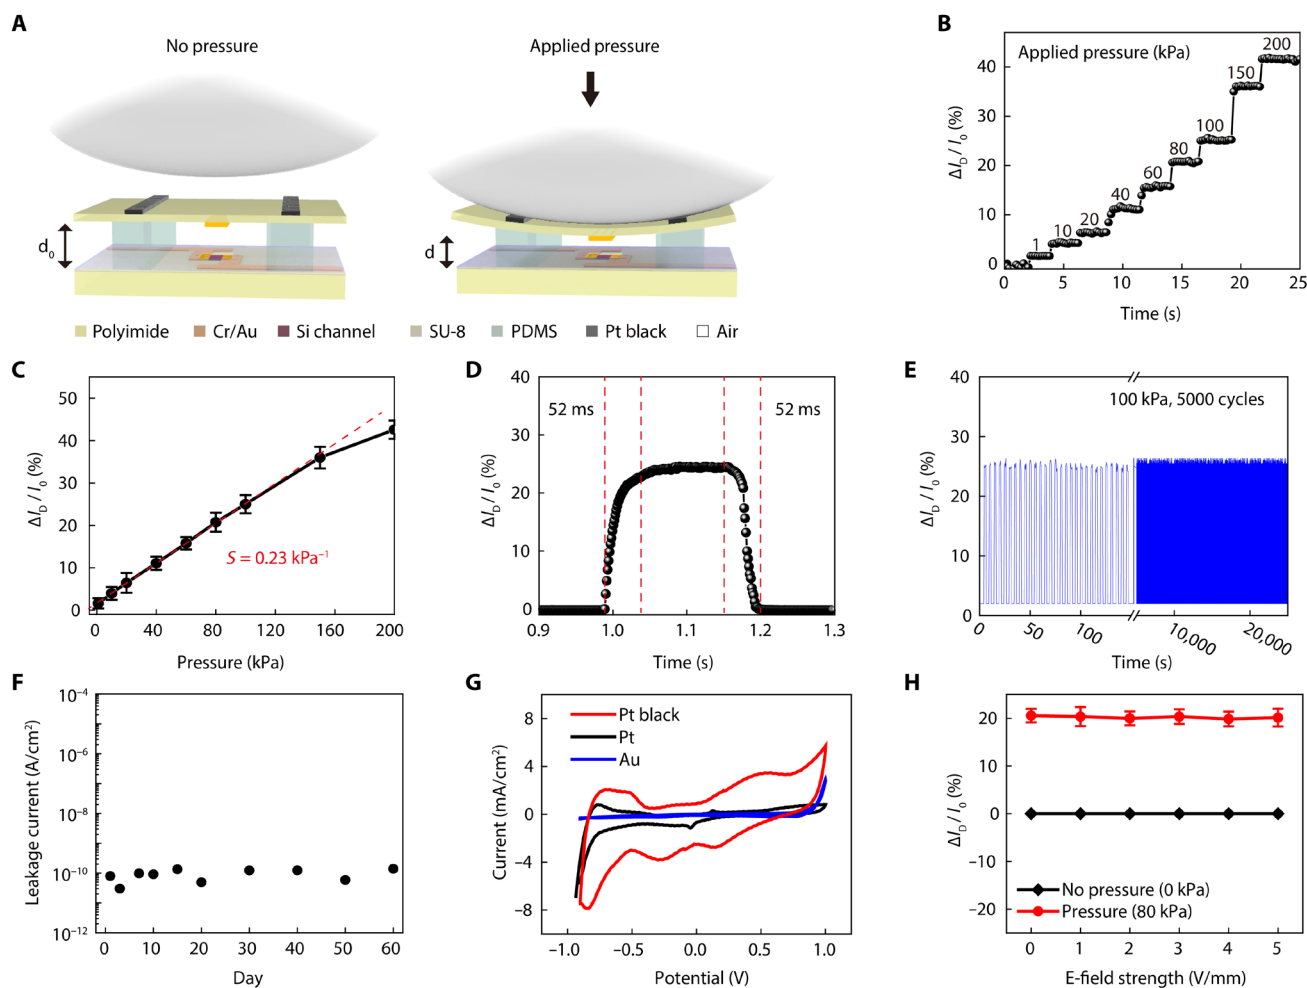 A
No pressure
Applied pressure
d₀
d
Polyimide Cr/Au Si channel SU-8 PDMS Pt black Air
B
Applied pressure (kPa)
1 10 20 40 60 80 100 150 200
ΔI_D / I₀ (%)
40
30
20
10
0
0 5 10 15 20 25
Time (s)
C
ΔI_D / I₀ (%)
50
40
30
20
10
0
S = 0.23 kPa⁻¹
0 40 80 120 160 200
Pressure (kPa)
D
ΔI_D / I₀ (%)
40
30
20
10
0
52 ms 52 ms
0.9 1.0 1.1 1.2 1.3
Time (s)
E
ΔI_D / I₀ (%)
40
30
20
10
0
100 kPa, 5000 cycles
0 50 100 10,000 20,000
Time (s)
F
Leakage current (A/cm²)
10⁻⁴
10⁻⁶
10⁻⁸
10⁻¹⁰
10⁻¹²
0 10 20 30 40 50 60
Day
G
Current (mA/cm²)
8
4
0
−4
−8
Pt black
Pt
Au
−1.0 −0.5 0.0 0.5 1.0
Potential (V)
H
ΔI_D / I₀ (%)
20
10
0
−10
−20
No pressure (0 kPa)
Pressure (80 kPa)
0 1 2 3 4 5
E-field strength (V/mm)